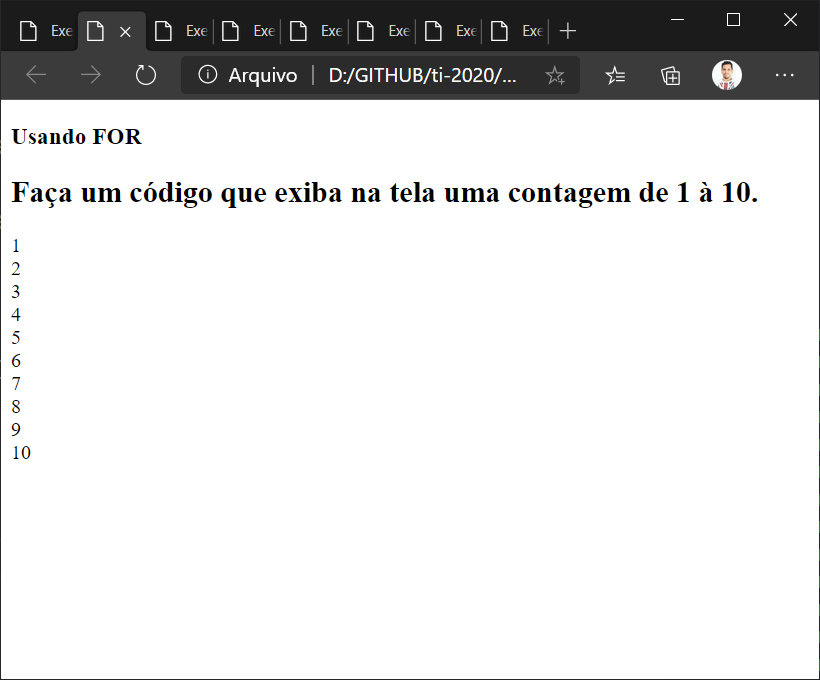 Exe
Exe
Exe
Exe
Exe
Exe
Exe
Arquivo | D:/GITHUB/ti-2020/...
Usando FOR
Faça um código que exiba na tela uma contagem de 1 à 10.
1
2
3
4
5
6
7
8
9
10